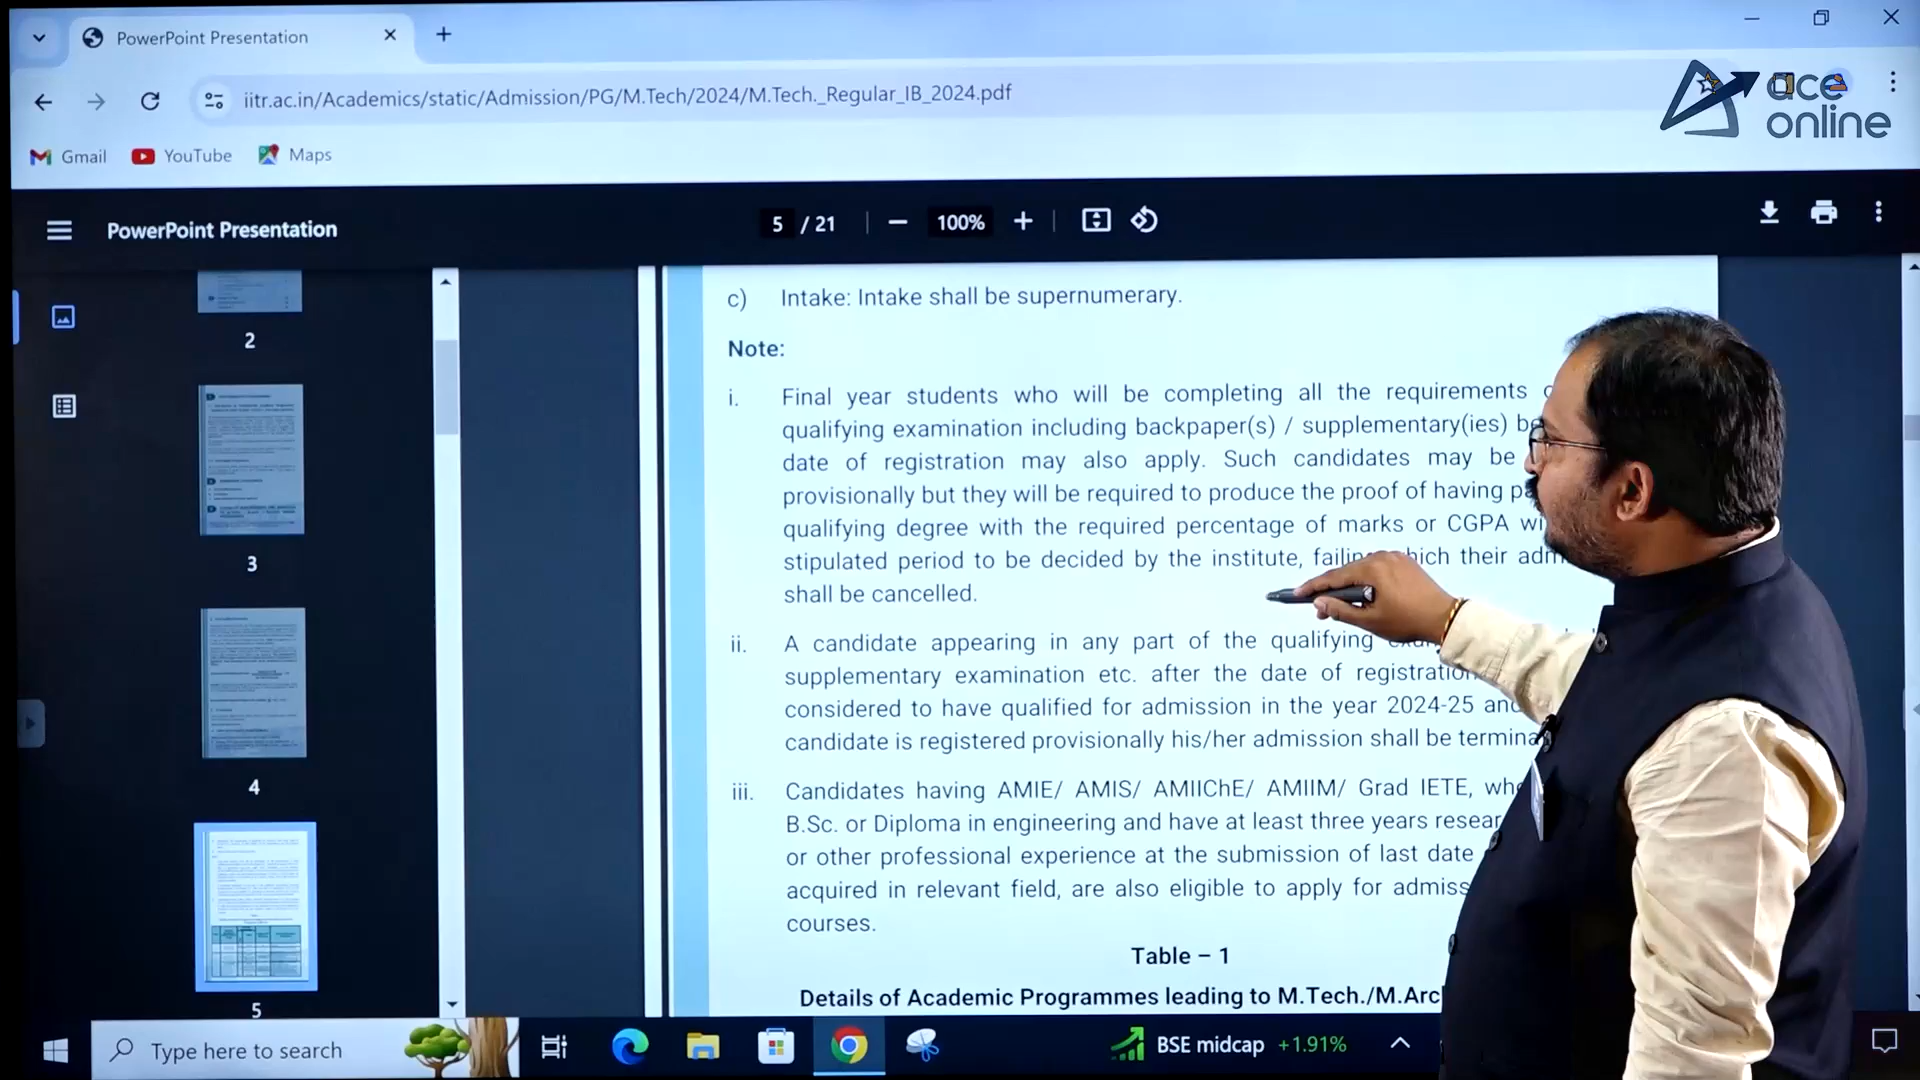 PowerPoint Presentation
iitr.ac.in/Academics/static/Admission/PG/M.Tech/2024/M.Tech._Regular_IB_2024.pdf
ace
online
Gmail
YouTube
Maps
PowerPoint Presentation
5 / 21
100%
c) Intake: Intake shall be supernumerary.
Note:
i. Final year students who will be completing all the requirements
qualifying examination including backpaper(s) / supplementary(ies)
date of registration may also apply. Such candidates may be
provisionally but they will be required to produce the proof of having
qualifying degree with the required percentage of marks or CGPA
stipulated period to be decided by the institute, failing which their
shall be cancelled.
ii. A candidate appearing in any part of the qualifying
supplementary examination etc. after the date of registration
considered to have qualified for admission in the year 2024-25
candidate is registered provisionally his/her admission shall be
iii. Candidates having AMIE/ AMIS/ AMIIChE/ AMIIM/ Grad IETE,
B.Sc. or Diploma in engineering and have at least three years
or other professional experience at the submission of last date
acquired in relevant field, are also eligible to apply for
courses.
Table – 1
Details of Academic Programmes leading to M.Tech./M.Arc
2
3
4
5
Type here to search
BSE midcap +1.91%